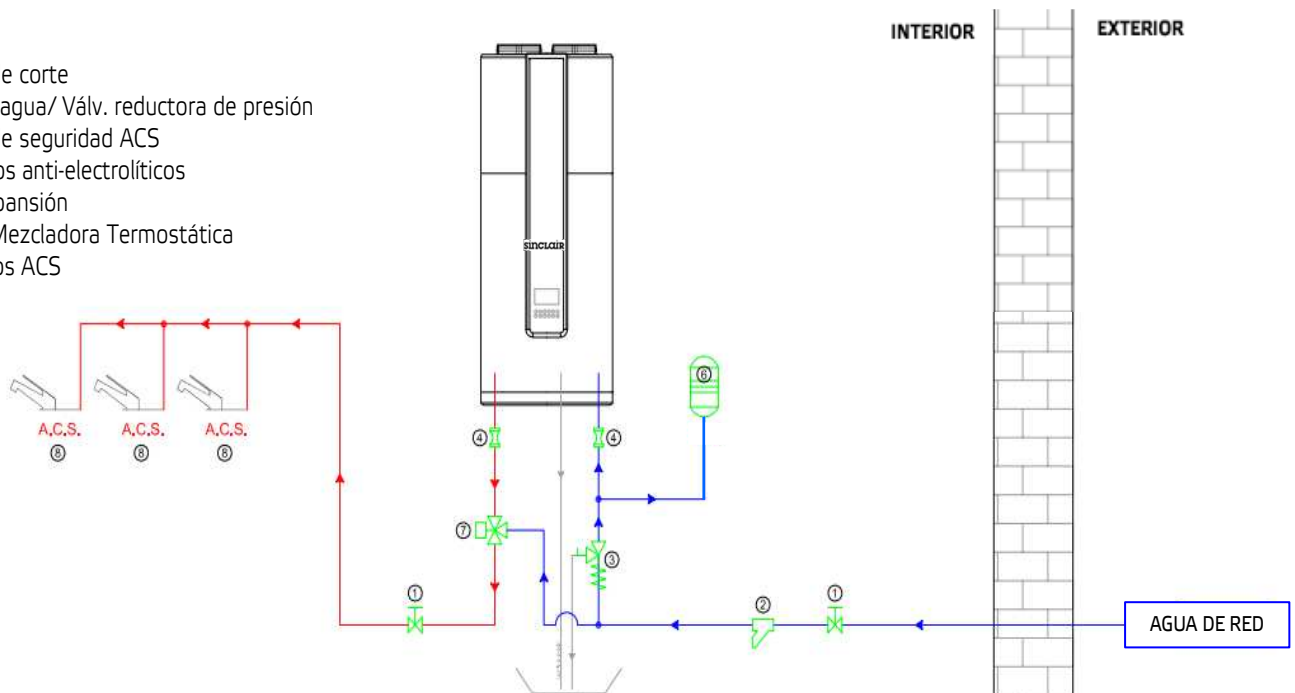 INTERIOR
EXTERIOR
e corte
agua/ Válv. reductora de presión
e seguridad ACS
os anti-electrolíticos
pansión
Mezcladora Termostática
os ACS
SINCLAIR
6
A.C.S.
A.C.S.
A.C.S.
8
8
8
4
4
7
3
1
2
1
AGUA DE RED